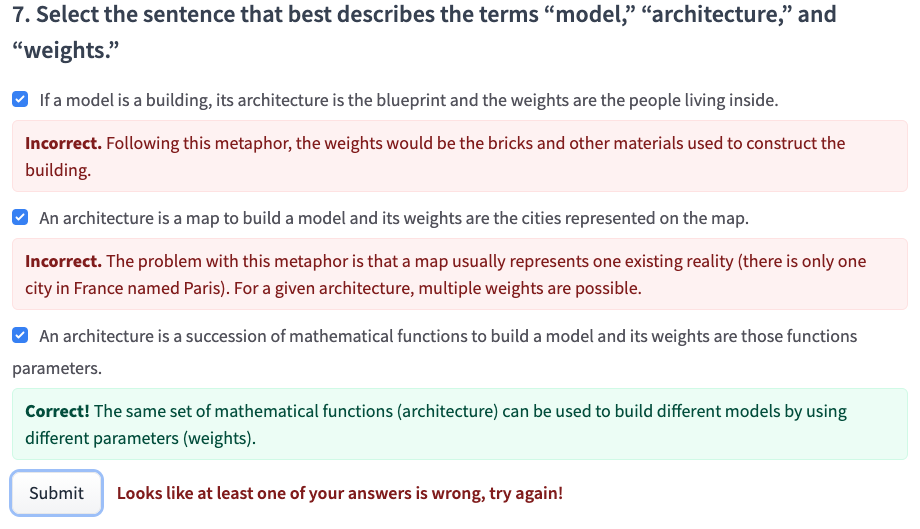 7. Select the sentence that best describes the terms “model,” “architecture,” and
“weights.”
If a model is a building, its architecture is the blueprint and the weights are the people living inside.
Incorrect. Following this metaphor, the weights would be the bricks and other materials used to construct the
building.
An architecture is a map to build a model and its weights are the cities represented on the map.
Incorrect. The problem with this metaphor is that a map usually represents one existing reality (there is only one
city in France named Paris). For a given architecture, multiple weights are possible.
An architecture is a succession of mathematical functions to build a model and its weights are those functions
parameters.
Correct! The same set of mathematical functions (architecture) can be used to build different models by using
different parameters (weights).
Submit Looks like at least one of your answers is wrong, try again!